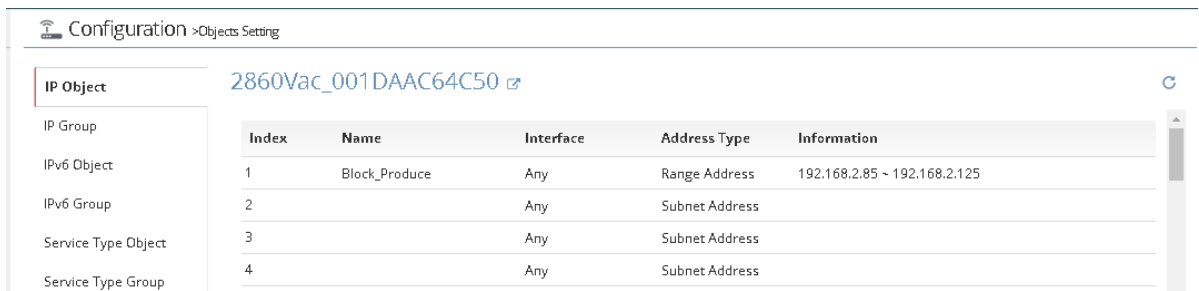 Configuration >Objects Setting
IP Object
IP Group
IPv6 Object
IPv6 Group
Service Type Object
Service Type Group
2860Vac_001DAAC64C50
Index Name Interface Address Type Information
1 Block_Produce Any Range Address 192.168.2.85 ~ 192.168.2.125
2 Any Subnet Address
3 Any Subnet Address
4 Any Subnet Address